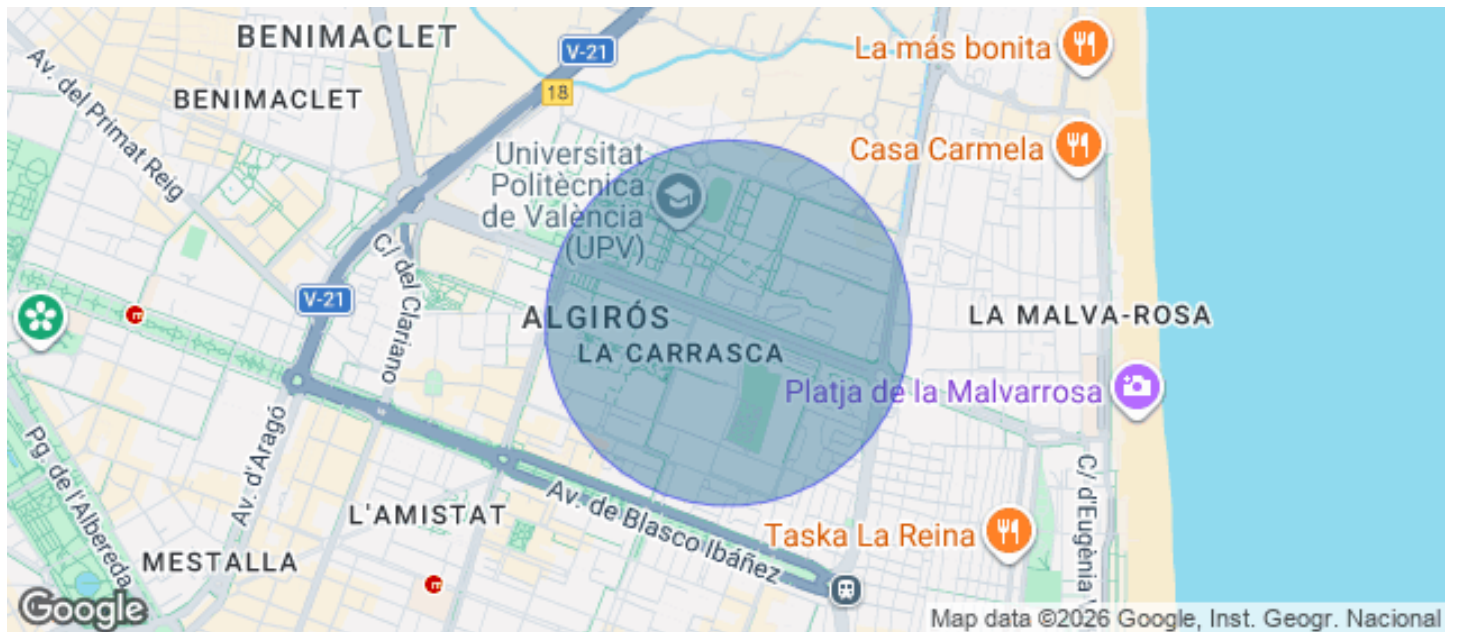 BENIMACLET
V-21
La más bonita
Av. del Primat Reig
BENIMACLET
18
Universitat
Politècnica
de València
(UPV)
Casa Carmela
C/ del Clariano
V-21
ALGIRÓS
LA CARRASCA
LA MALVA-ROSA
Platja de la Malvarrosa
Av. d'Aragó
Pg. de l'Albereda
L'AMISTAT
Av. de Blasco Ibáñez
Taska La Reina
C/ d'Eugènia
MESTALLA
Google
Map data ©2026 Google, Inst. Geogr. Nacional